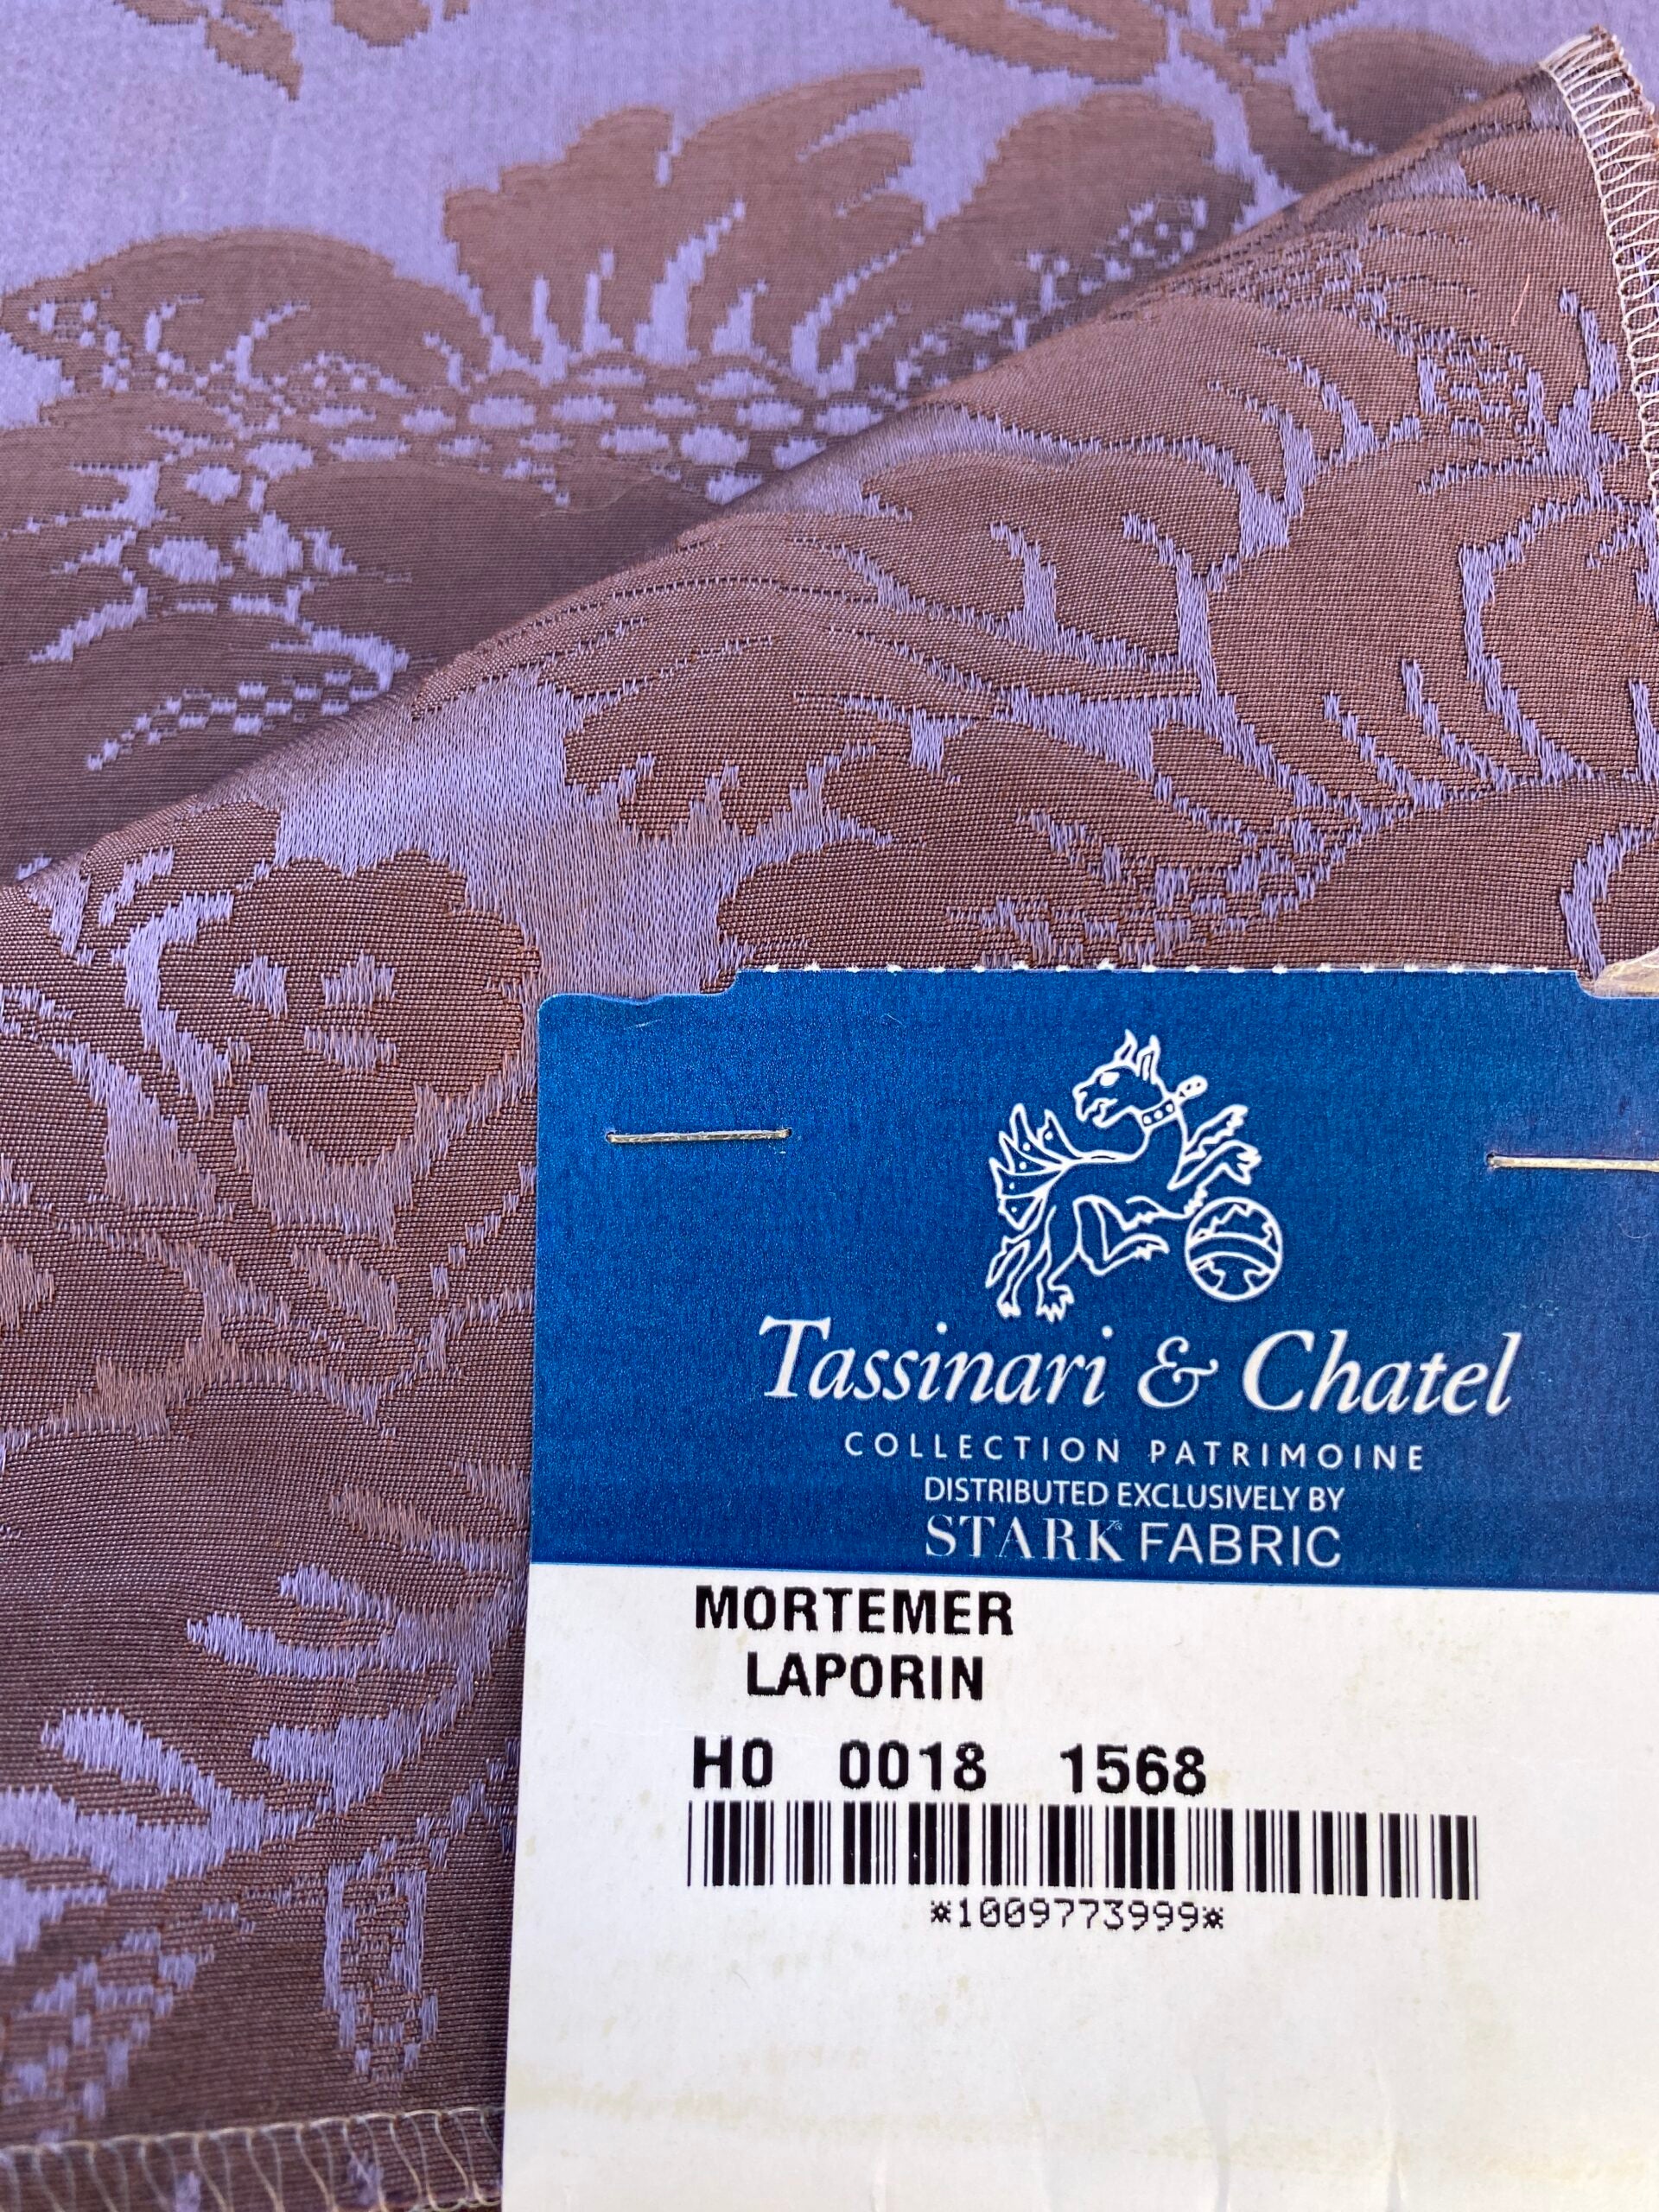 Tassinari & Chatel
COLLECTION PATRIMOINE
DISTRIBUTED EXCLUSIVELY BY
STARK FABRIC
MORTEMER
LAPORIN
H0 0018 1568
*1009773999*